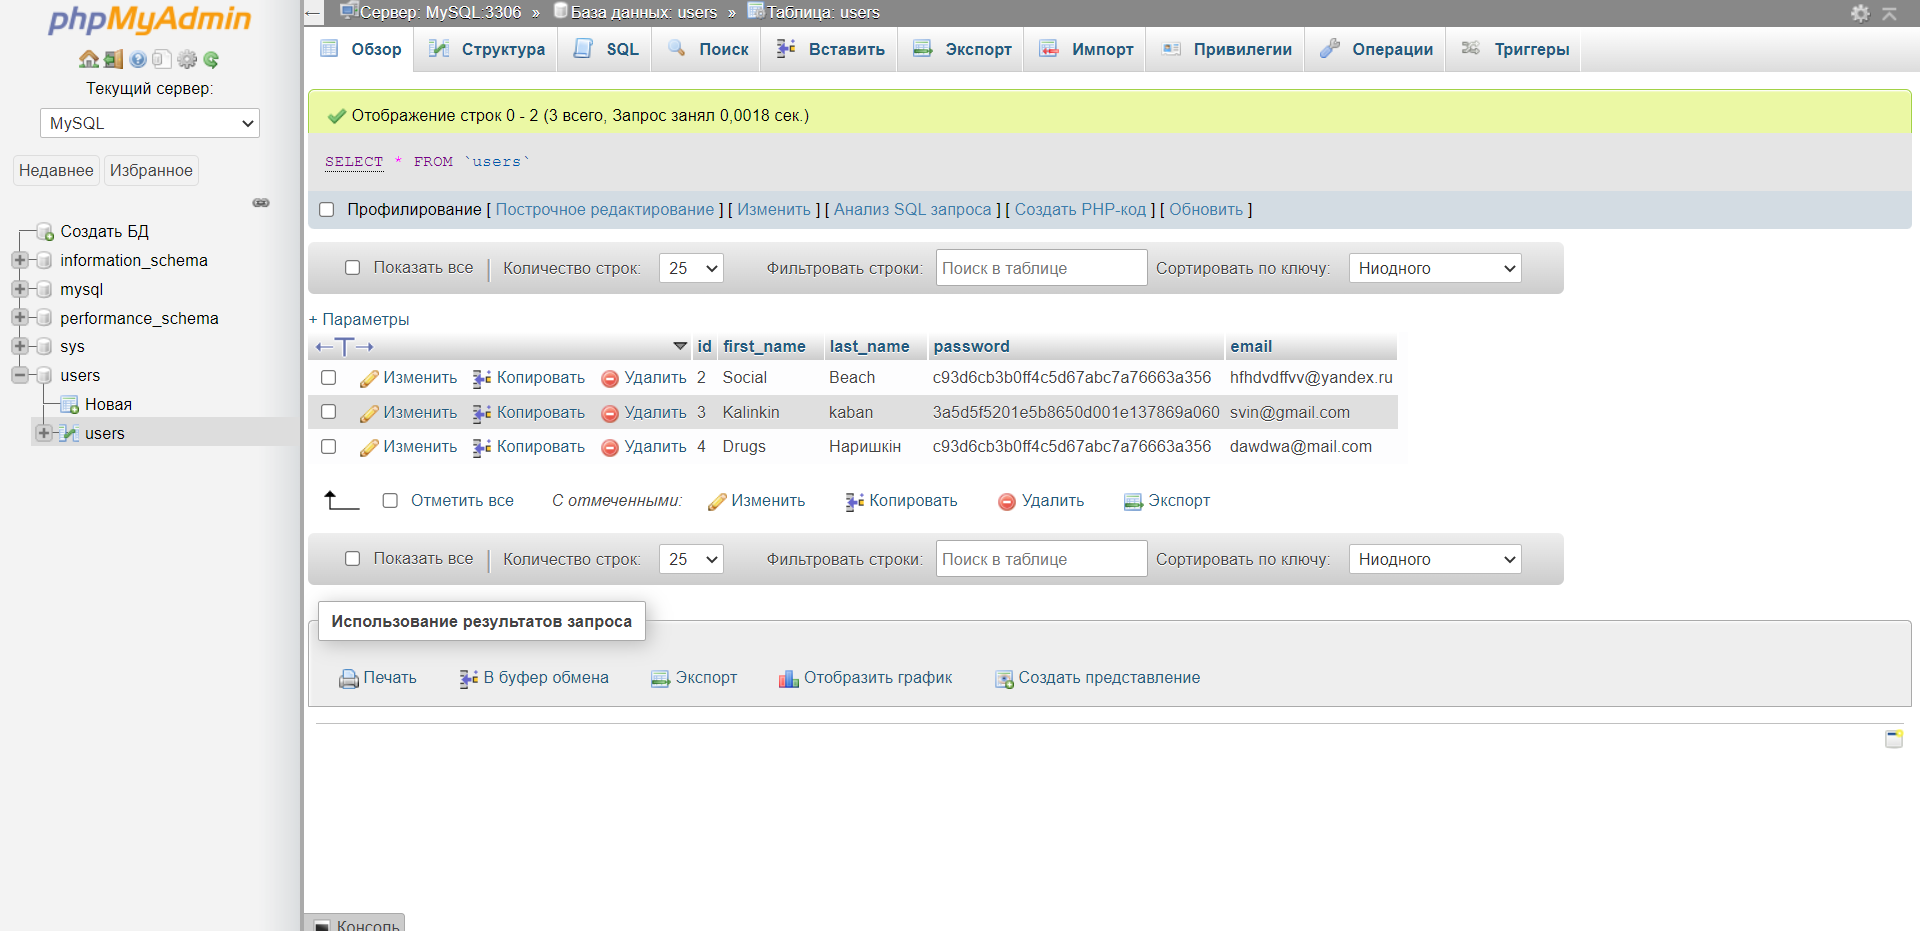 phpMyAdmin
Текущий сервер:
MySQL
Недавнее Избранное
Создать БД
information_schema
mysql
performance_schema
sys
users
Новая
users
Сервер: MySQL:3306 » База данных: users » Таблица: users
Обзор Структура SQL Поиск Вставить Экспорт Импорт Привилегии Операции Триггеры
Отображение строк 0 - 2 (3 всего, Запрос занял 0,0018 сек.)
SELECT * FROM `users`
Профилирование [ Построчное редактирование ] [ Изменить ] [ Анализ SQL запроса ] [ Создать PHP-код ] [ Обновить ]
Показать все Количество строк: 25 Фильтровать строки: Поиск в таблице Сортировать по ключу: Ниодного
+ Параметры
←T→ id first_name last_name password email
Изменить Копировать Удалить 2 Social Beach c93d6cb3b0ff4c5d67abc7a76663a356 hfhdvdffvv@yandex.ru
Изменить Копировать Удалить 3 Kalinkin kaban 3a5d5f5201e5b8650d001e137869a060 svin@gmail.com
Изменить Копировать Удалить 4 Drugs Наришкін c93d6cb3b0ff4c5d67abc7a76663a356 dawdwa@mail.com
Отметить все С отмеченными: Изменить Копировать Удалить Экспорт
Показать все Количество строк: 25 Фильтровать строки: Поиск в таблице Сортировать по ключу: Ниодного
Использование результатов запроса
Печать В буфер обмена Экспорт Отобразить график Создать представление
Консоль